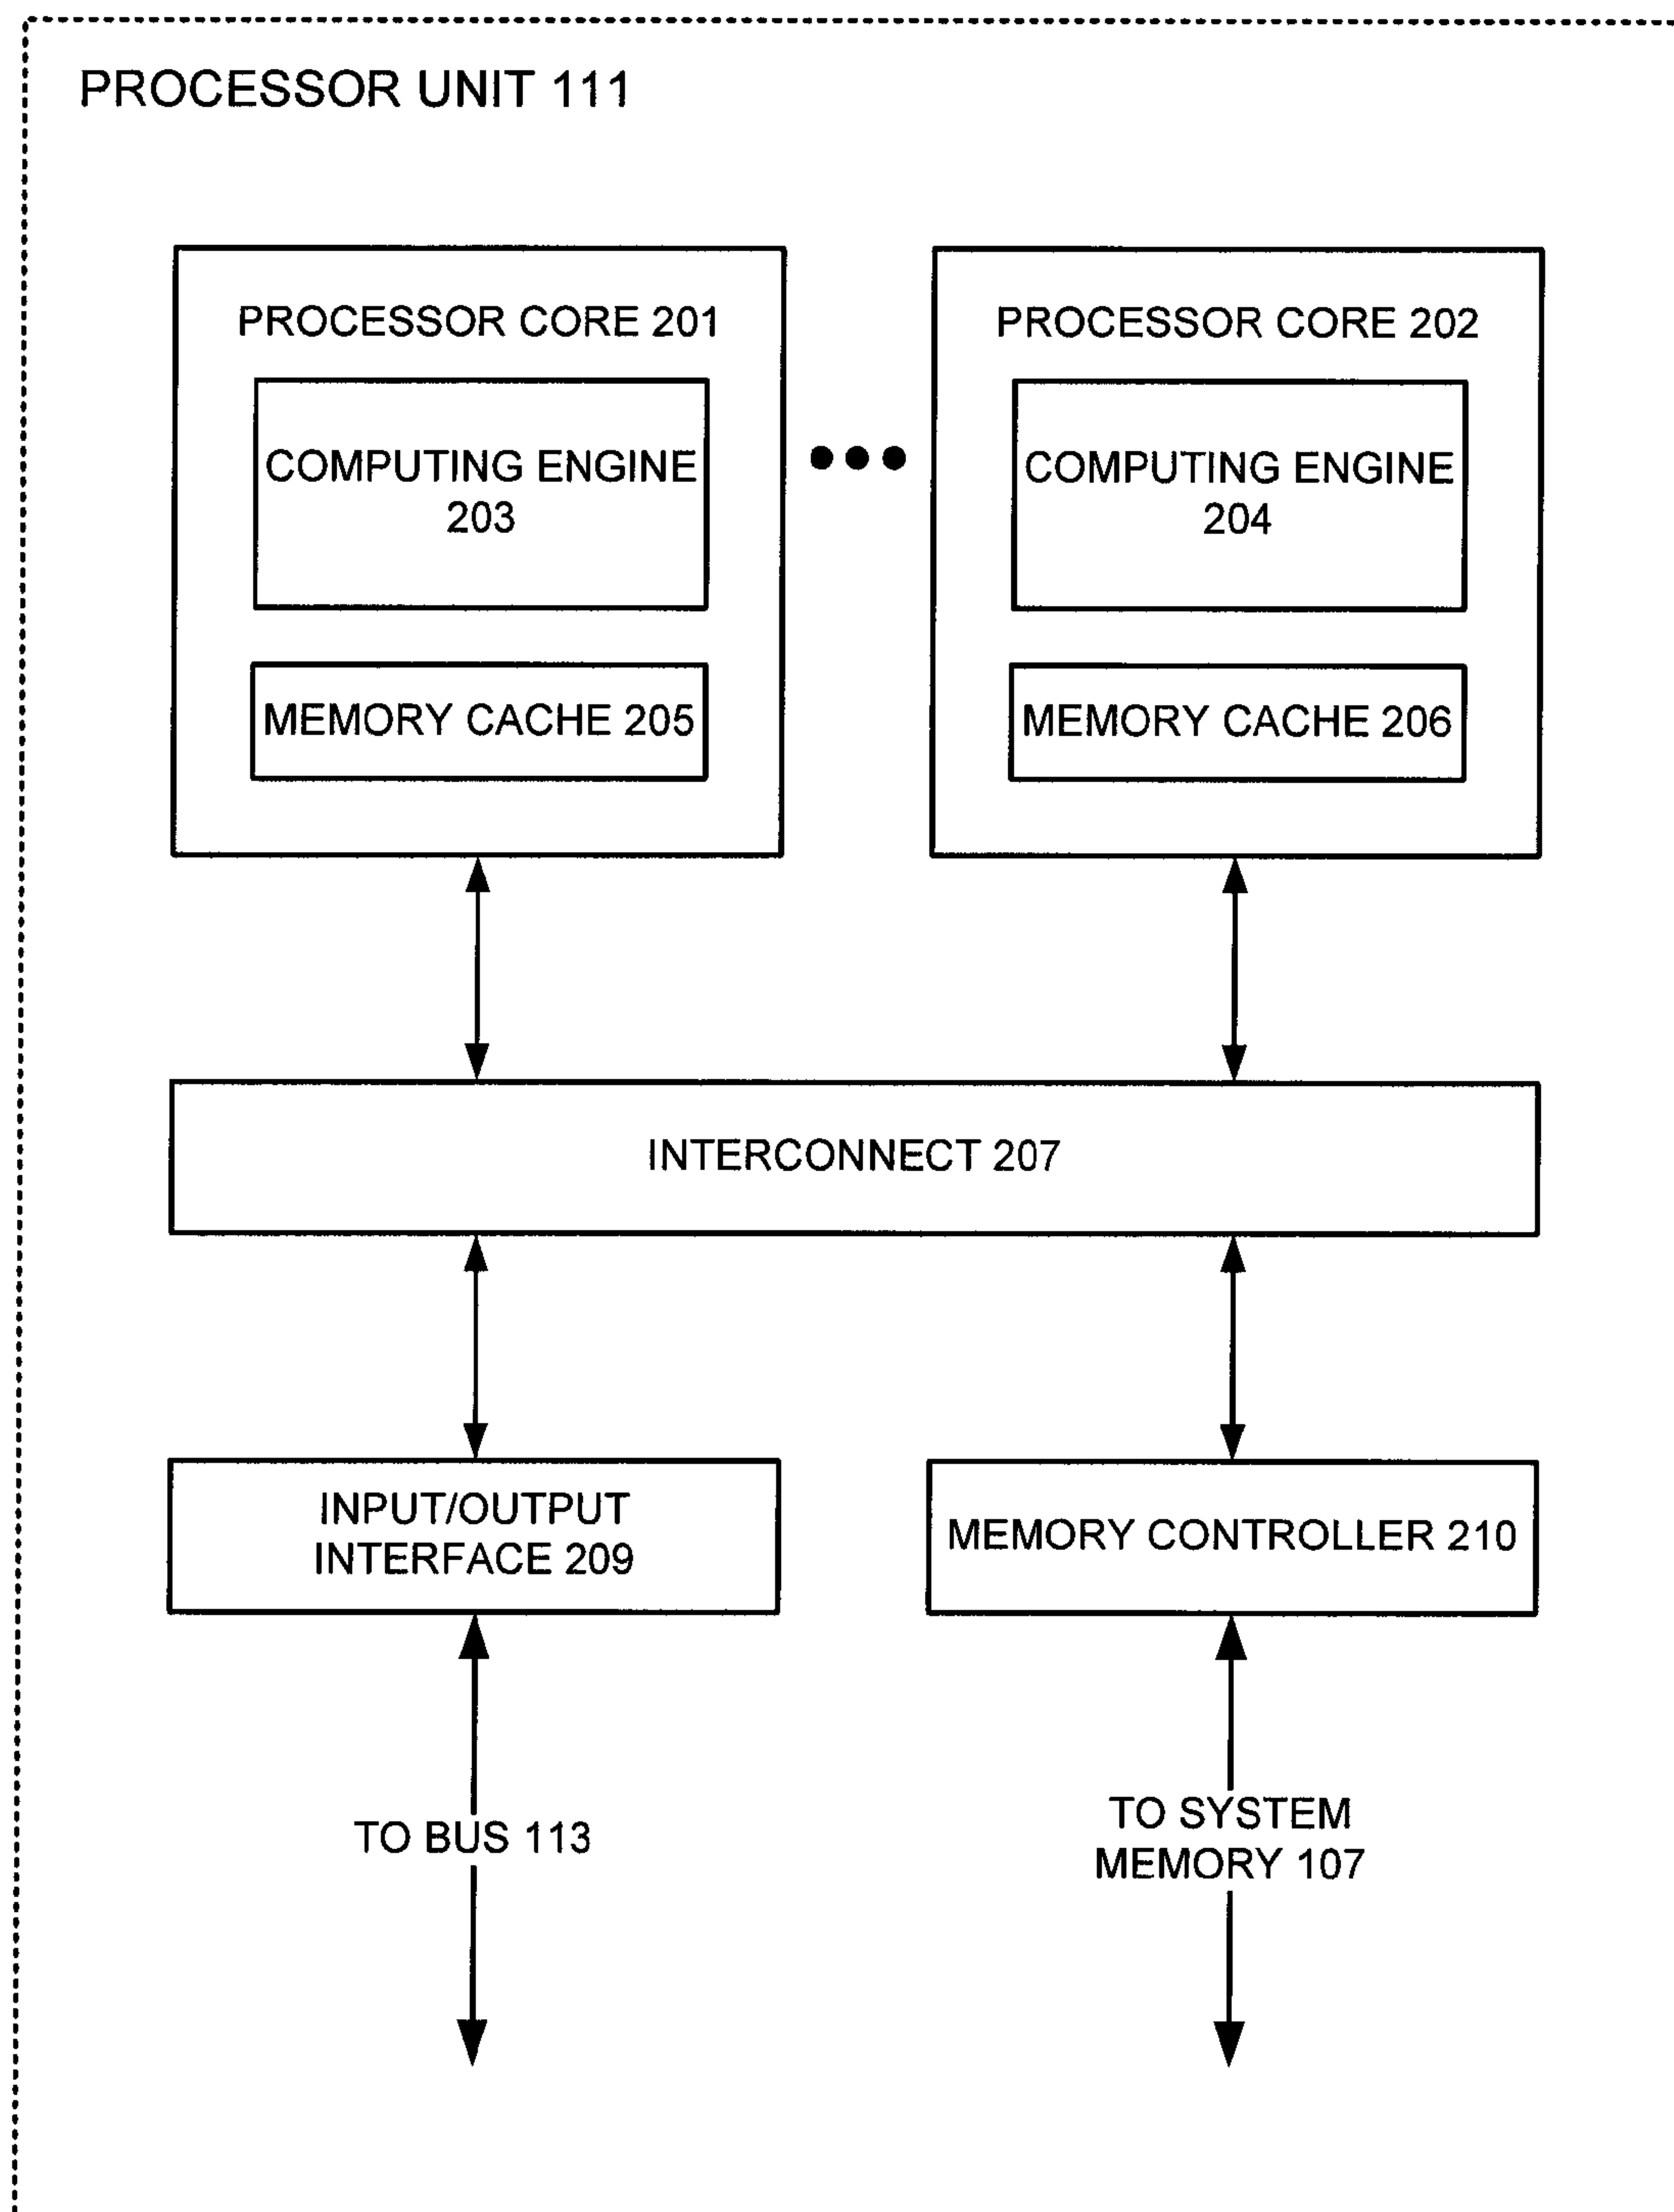 PROCESSOR UNIT 111
PROCESSOR CORE 201
COMPUTING ENGINE
203
MEMORY CACHE 205
PROCESSOR CORE 202
COMPUTING ENGINE
204
MEMORY CACHE 206
INTERCONNECT 207
INPUT/OUTPUT
INTERFACE 209
MEMORY CONTROLLER 210
TO BUS 113
TO SYSTEM
MEMORY 107